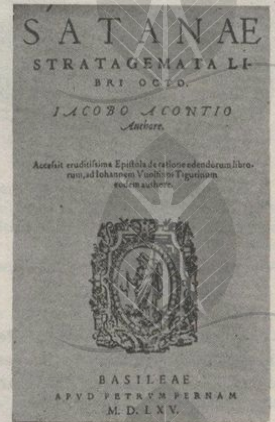 SATANAE
STRATAGEMATA LI-
BRI OCTO.
IACOBO ACONTIO
Authore.
Accessit eruditissima Epistola de ratione edendorum libro-
rum, ad Iohannem Vuolfium Tigurinum
eodem authore.
BASILEAE
APVD PETRVM PERNAM
M. D. LXV.